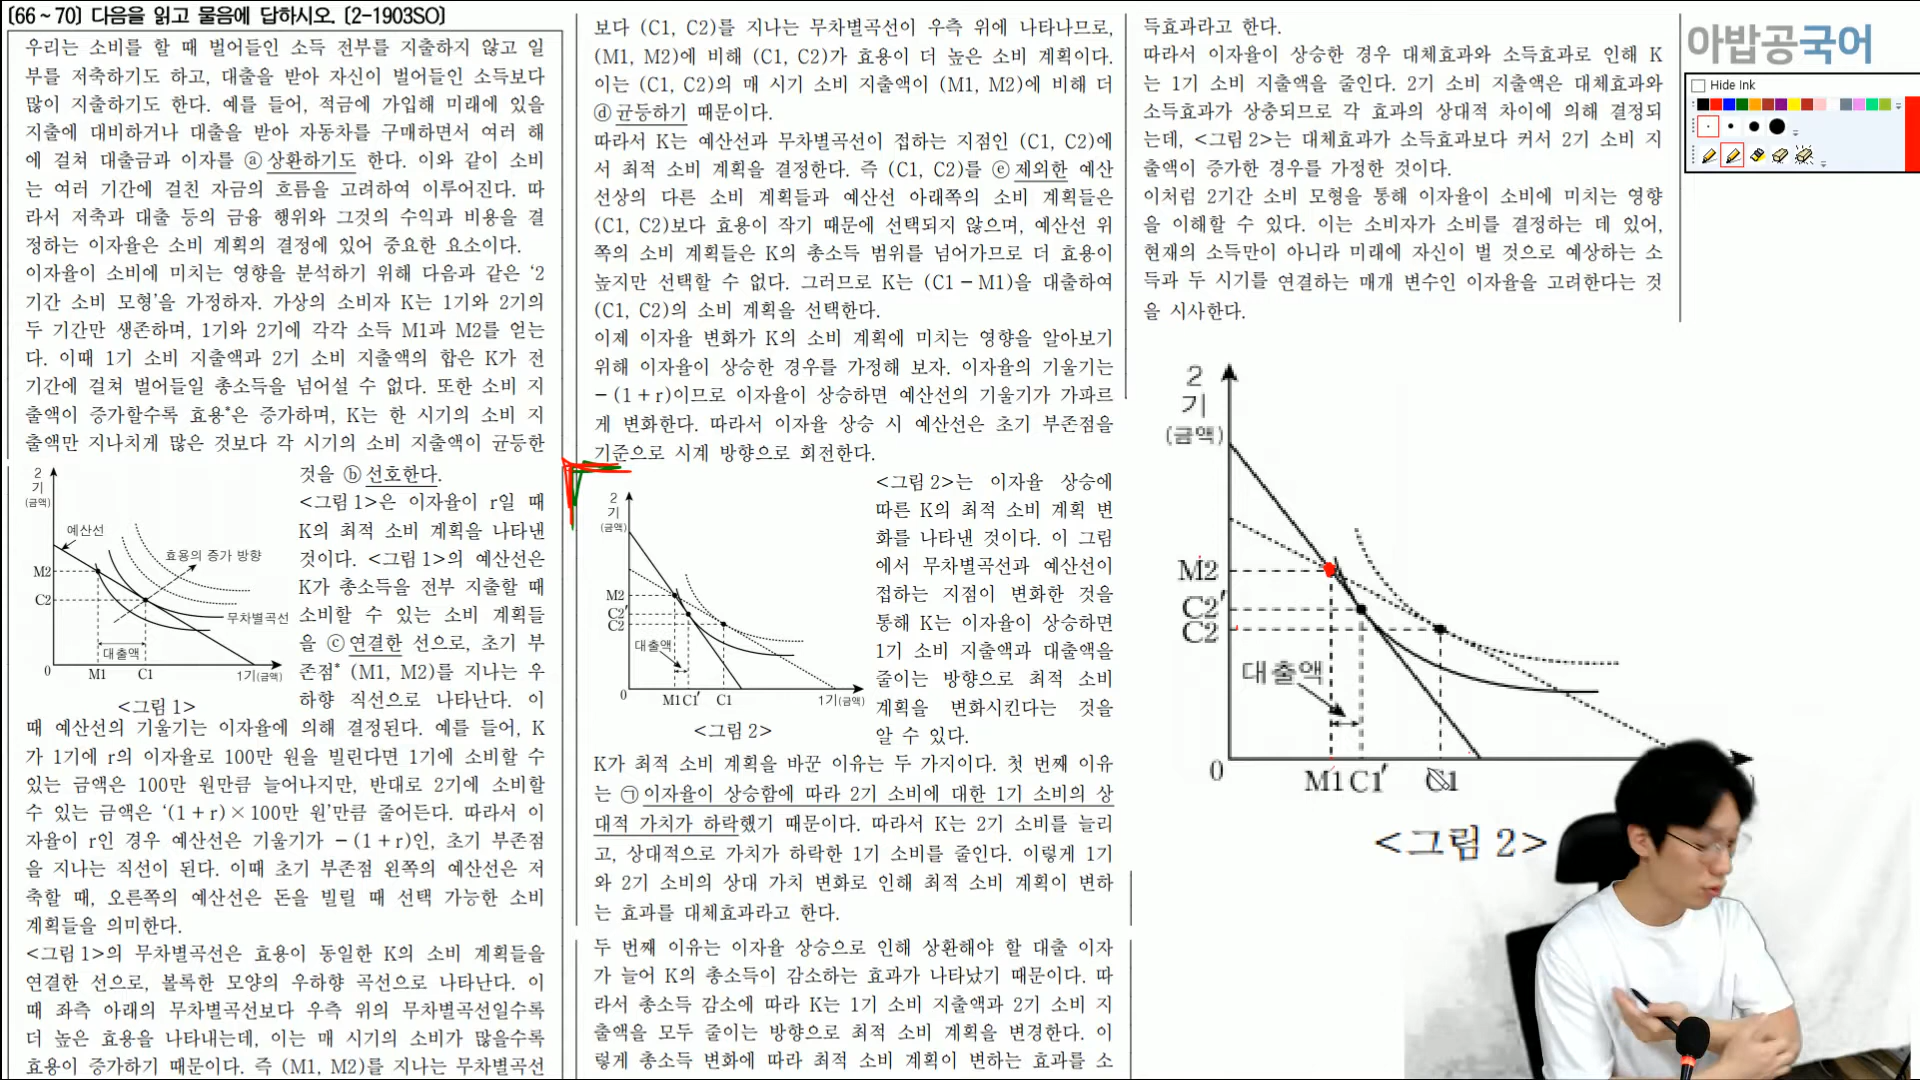 [66~70] 다음을 읽고 물음에 답하시오. [2-1903SO]
우리는 소비를 할 때 벌어들인 소득 전부를 지출하지 않고 일
부를 저축하기도 하고, 대출을 받아 자신이 벌어들인 소득보다
많이 지출하기도 한다. 예를 들어, 적금에 가입해 미래에 있을
지출에 대비하거나 대출을 받아 자동차를 구매하면서 여러 해
에 걸쳐 대출금과 이자를 ⓐ상환하기도 한다. 이와 같이 소비
는 여러 기간에 걸친 자금의 흐름을 고려하여 이루어진다. 따
라서 저축과 대출 등의 금융 행위와 그것의 수익과 비용을 결
정하는 이자율은 소비 계획의 결정에 있어 중요한 요소이다.
이자율이 소비에 미치는 영향을 분석하기 위해 다음과 같은 '2
기간 소비 모형'을 가정하자. 가상의 소비자 K는 1기와 2기의
두 기간만 생존하며, 1기와 2기에 각각 소득 M1과 M2를 얻는
다. 이때 1기 소비 지출액과 2기 소비 지출액의 합은 K가 전
기간에 걸쳐 벌어들일 총소득을 넘어설 수 없다. 또한 소비 지
출액이 증가할수록 효용*은 증가하며, K는 한 시기의 소비 지
출액만 지나치게 많은 것보다 각 시기의 소비 지출액이 균등한
것을 ⓑ선호한다.
<그림 1>은 이자율이 r일 때
K의 최적 소비 계획을 나타낸
것이다. <그림 1>의 예산선은
K가 총소득을 전부 지출할 때
소비할 수 있는 소비 계획들
을 ⓒ연결한 선으로, 초기 부
존점* (M1, M2)를 지나는 우
하향 직선으로 나타난다. 이
2
기
(금액)
예산선
효용의 증가 방향
M2
C2
무차별곡선
대출액
0
M1
C1
1기(금액)
<그림 1>
때 예산선의 기울기는 이자율에 의해 결정된다. 예를 들어, K
가 1기에 r의 이자율로 100만 원을 빌린다면 1기에 소비할 수
있는 금액은 100만 원만큼 늘어나지만, 반대로 2기에 소비할
수 있는 금액은 '(1+r)×100만 원'만큼 줄어든다. 따라서 이
자율이 r인 경우 예산선은 기울기가 -(1+r)인, 초기 부존점
을 지나는 직선이 된다. 이때 초기 부존점 왼쪽의 예산선은 저
축할 때, 오른쪽의 예산선은 돈을 빌릴 때 선택 가능한 소비
계획들을 의미한다.
<그림 1>의 무차별곡선은 효용이 동일한 K의 소비 계획들을
연결한 선으로, 볼록한 모양의 우하향 곡선으로 나타난다. 이
때 좌측 아래의 무차별곡선보다 우측 위의 무차별곡선일수록
더 높은 효용을 나타내는데, 이는 매 시기의 소비가 많을수록
효용이 증가하기 때문이다. 즉 (M1, M2)를 지나는 무차별곡선
보다 (C1, C2)를 지나는 무차별곡선이 우측 위에 나타나므로,
(M1, M2)에 비해 (C1, C2)가 효용이 더 높은 소비 계획이다.
이는 (C1, C2)의 매 시기 소비 지출액이 (M1, M2)에 비해 더
ⓓ균등하기 때문이다.
따라서 K는 예산선과 무차별곡선이 접하는 지점인 (C1, C2)에
서 최적 소비 계획을 결정한다. 즉 (C1, C2)를 ⓔ제외한 예산
선상의 다른 소비 계획들과 예산선 아래쪽의 소비 계획들은
(C1, C2)보다 효용이 작기 때문에 선택되지 않으며, 예산선 위
쪽의 소비 계획들은 K의 총소득 범위를 넘어가므로 더 효용이
높지만 선택할 수 없다. 그러므로 K는 (C1-M1)을 대출하여
(C1, C2)의 소비 계획을 선택한다.
이제 이자율 변화가 K의 소비 계획에 미치는 영향을 알아보기
위해 이자율이 상승한 경우를 가정해 보자. 이자율의 기울기는
-(1+r)이므로 이자율이 상승하면 예산선의 기울기가 가파르
게 변화한다. 따라서 이자율 상승 시 예산선은 초기 부존점을
기준으로 시계 방향으로 회전한다.
<그림 2>는 이자율 상승에
따른 K의 최적 소비 계획 변
화를 나타낸 것이다. 이 그림
에서 무차별곡선과 예산선이
접하는 지점이 변화한 것을
통해 K는 이자율이 상승하면
1기 소비 지출액과 대출액을
줄이는 방향으로 최적 소비
계획을 변화시킨다는 것을
알 수 있다.
2
기
(금액)
M2
C2'
C2
대출액
0
M1
C1'
C1
1기(금액)
<그림 2>
K가 최적 소비 계획을 바꾼 이유는 두 가지이다. 첫 번째 이유
는 ㉠이자율이 상승함에 따라 2기 소비에 대한 1기 소비의 상
대적 가치가 하락했기 때문이다. 따라서 K는 2기 소비를 늘리
고, 상대적으로 가치가 하락한 1기 소비를 줄인다. 이렇게 1기
와 2기 소비의 상대 가치 변화로 인해 최적 소비 계획이 변하
는 효과를 대체효과라고 한다.
두 번째 이유는 이자율 상승으로 인해 상환해야 할 대출 이자
가 늘어 K의 총소득이 감소하는 효과가 나타났기 때문이다. 따
라서 총소득 감소에 따라 K는 1기 소비 지출액과 2기 소비 지
출액을 모두 줄이는 방향으로 최적 소비 계획을 변경한다. 이
렇게 총소득 변화에 따라 최적 소비 계획이 변하는 효과를 소
득효과라고 한다.
따라서 이자율이 상승한 경우 대체효과와 소득효과로 인해 K
는 1기 소비 지출액을 줄인다. 2기 소비 지출액은 대체효과와
소득효과가 상충되므로 각 효과의 상대적 차이에 의해 결정되
는데, <그림 2>는 대체효과가 소득효과보다 커서 2기 소비 지
출액이 증가한 경우를 가정한 것이다.
이처럼 2기간 소비 모형을 통해 이자율이 소비에 미치는 영향
을 이해할 수 있다. 이는 소비자가 소비를 결정하는 데 있어,
현재의 소득만이 아니라 미래에 자신이 벌 것으로 예상하는 소
득과 두 시기를 연결하는 매개 변수인 이자율을 고려한다는 것
을 시사한다.
2
기
(금액)
M2
C2'
C2
대출액
0
M1
C1'
C1
<그림 2>
아밥공국어
Hide Ink